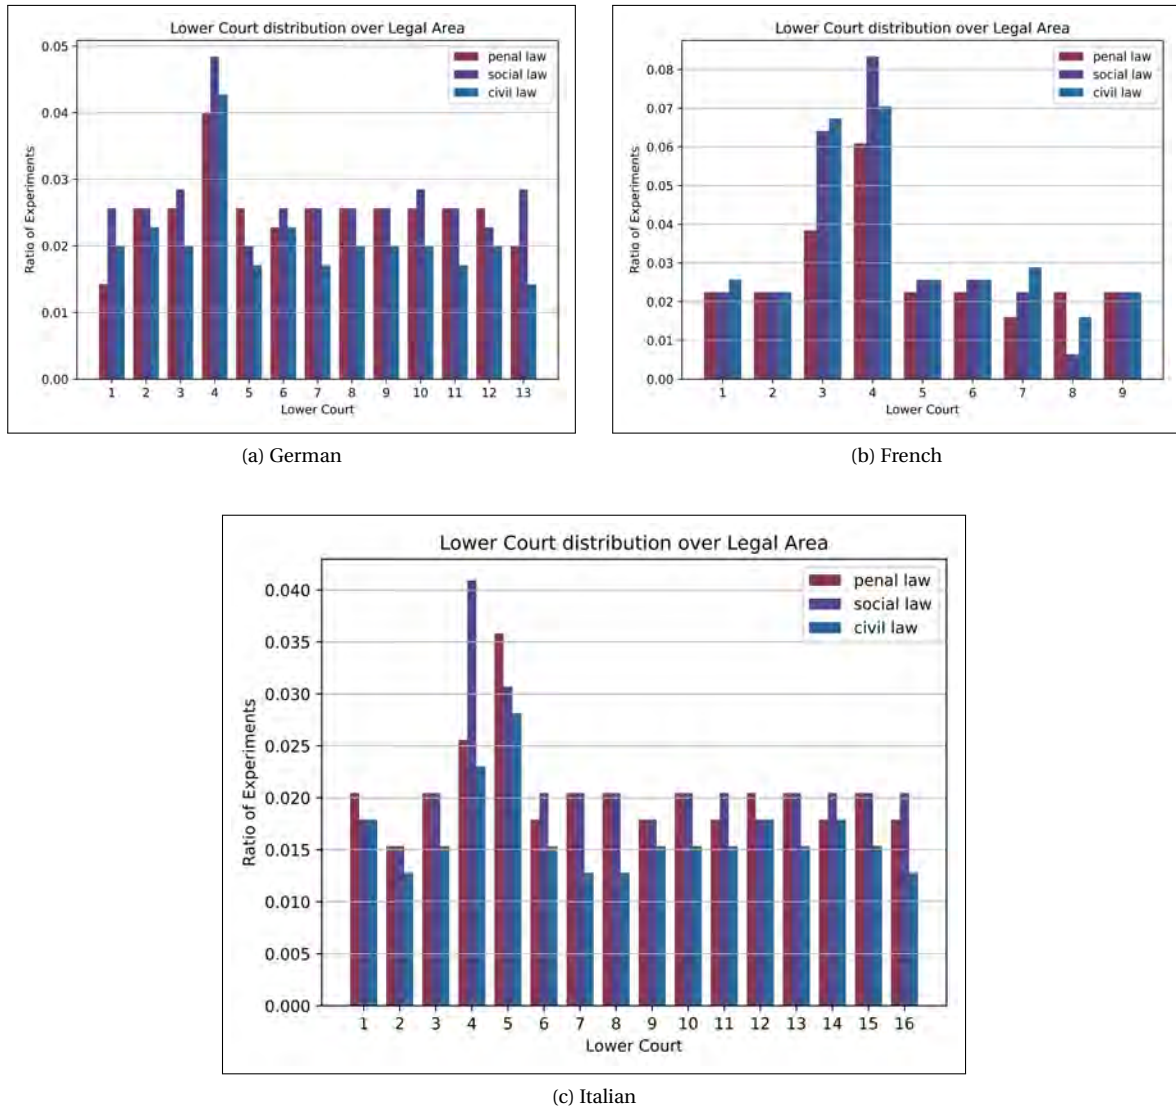 Lower Court distribution over Legal Area
penal law
social law
civil law
Ratio of Experiments
0.05
0.04
0.03
0.02
0.01
0.00
1 2 3 4 5 6 7 8 9 10 11 12 13
Lower Court
(a) German
Lower Court distribution over Legal Area
penal law
social law
civil law
Ratio of Experiments
0.08
0.07
0.06
0.05
0.04
0.03
0.02
0.01
0.00
1 2 3 4 5 6 7 8 9
Lower Court
(b) French
Lower Court distribution over Legal Area
penal law
social law
civil law
Ratio of Experiments
0.040
0.035
0.030
0.025
0.020
0.015
0.010
0.005
0.000
1 2 3 4 5 6 7 8 9 10 11 12 13 14 15 16
Lower Court
(c) Italian